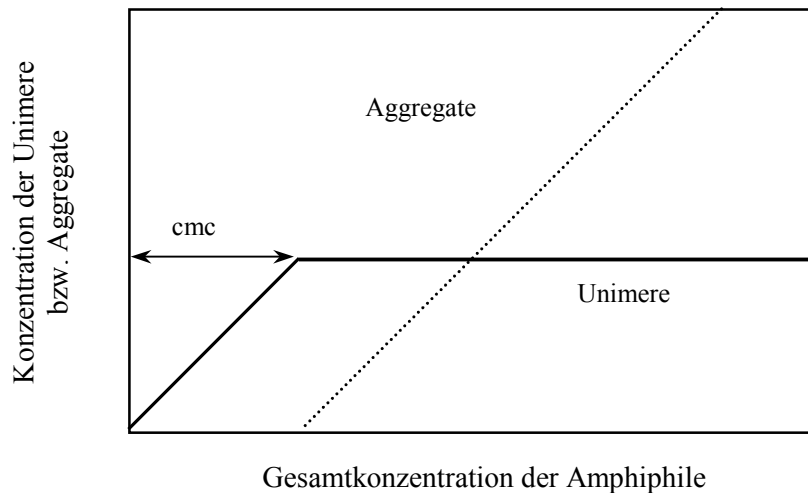 Konzentration der Unimere
bzw. Aggregate
Aggregate
cmc
Unimere
Gesamtkonzentration der Amphiphile